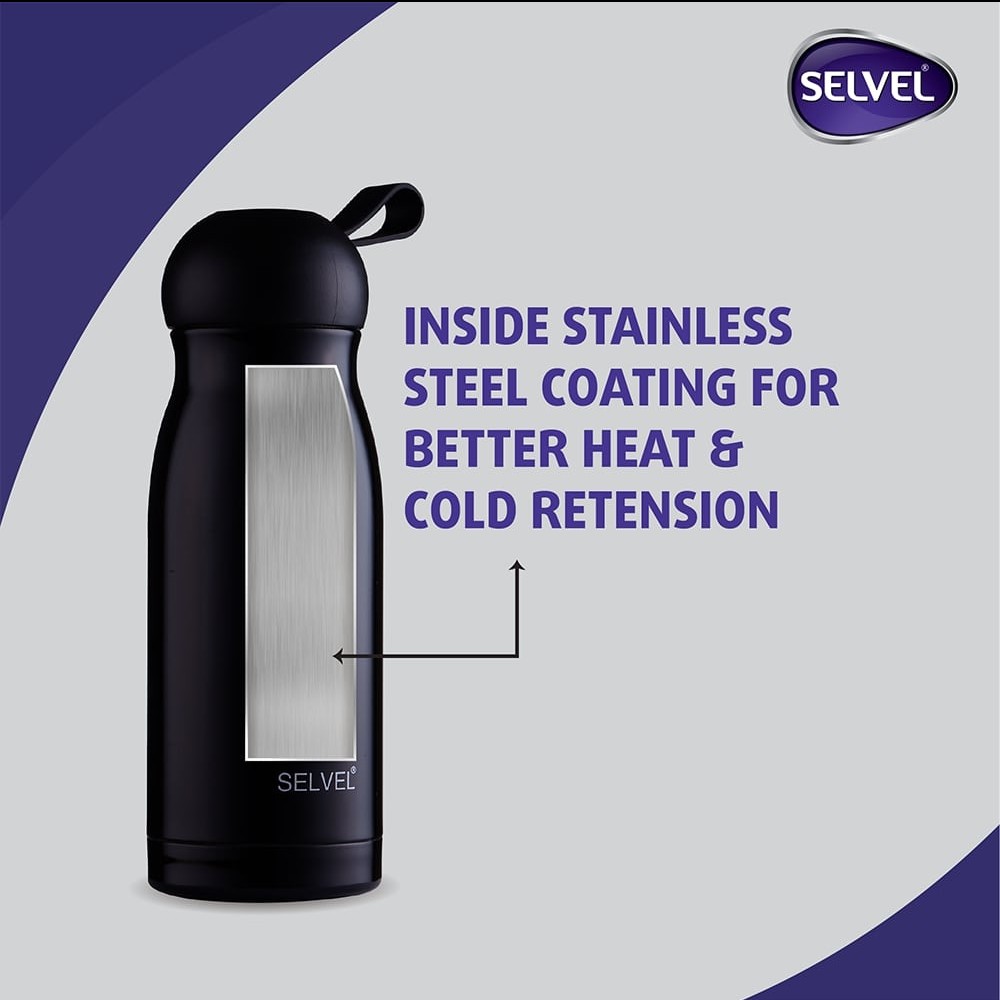 SELVEL®
INSIDE STAINLESS
STEEL COATING FOR
BETTER HEAT &
COLD RETENSION
SELVEL®